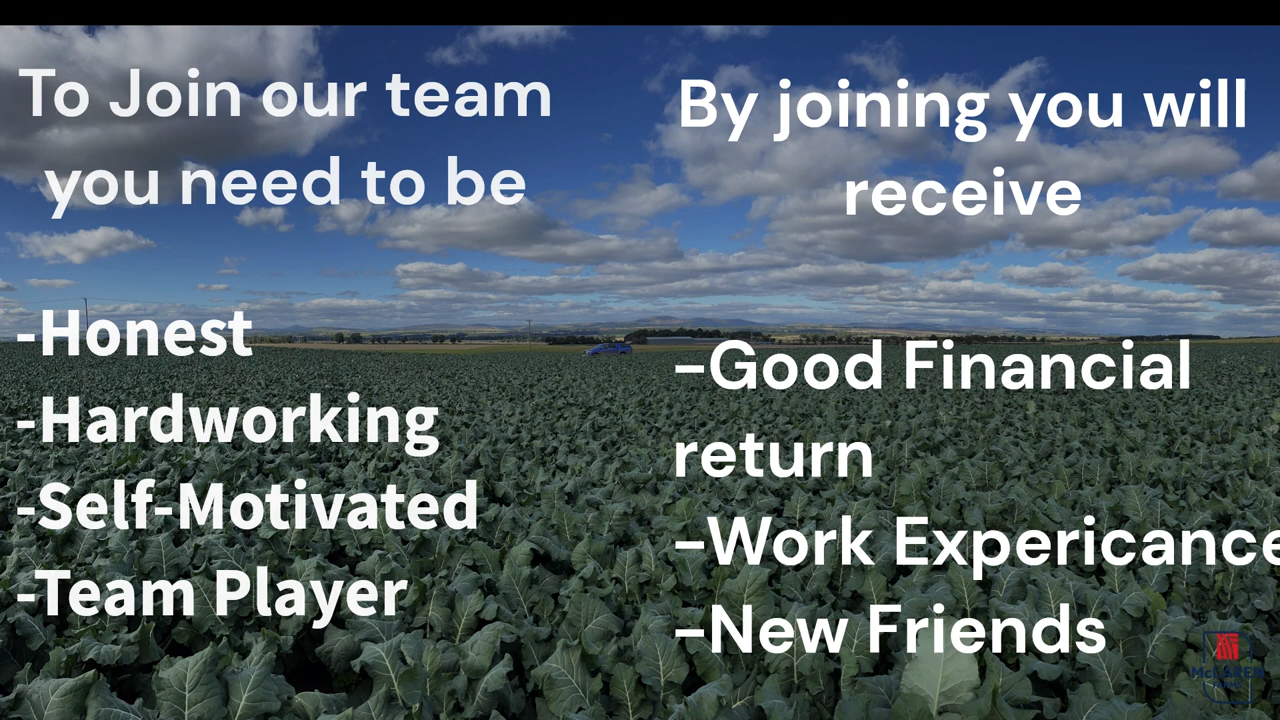 To Join our team
you need to be
-Honest
-Hardworking
-Self-Motivated
-Team Player
By joining you will
receive
-Good Financial
return
-Work Expericance
-New Friends
McLAREN